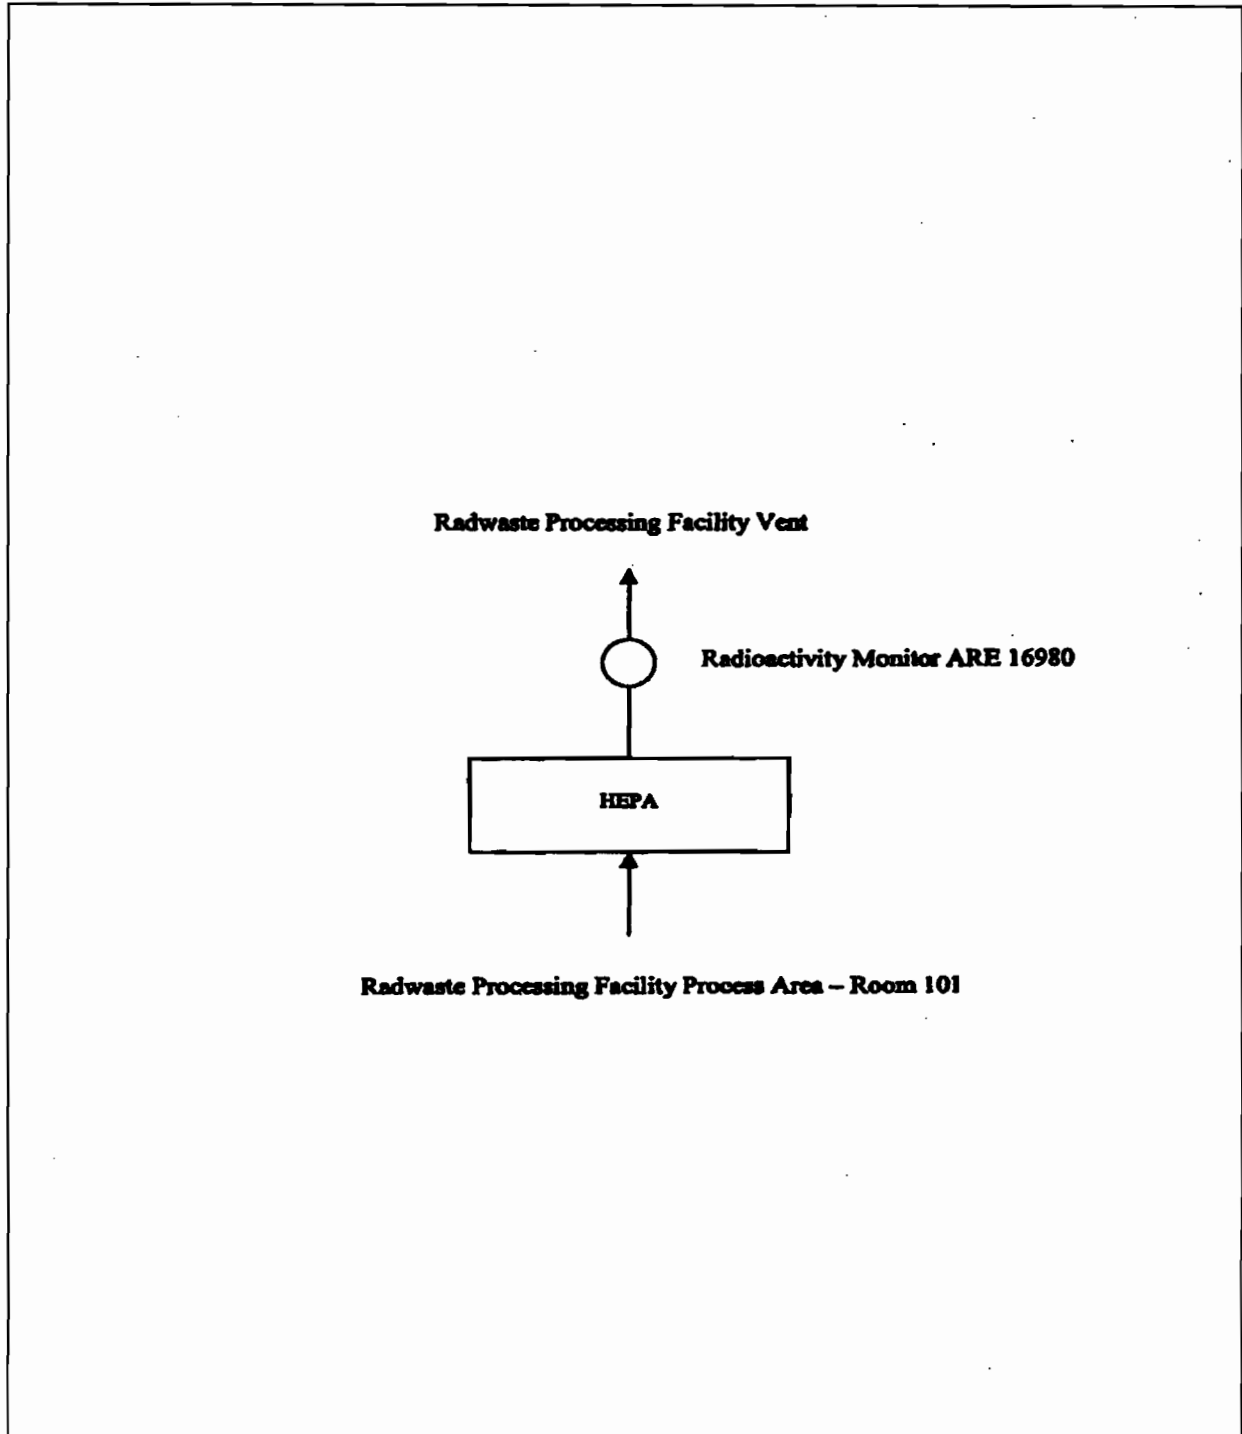 Radwaste Processing Facility Vent
Radioactivity Monitor ARE 16980
HEPA
Radwaste Processing Facility Process Area – Room 101